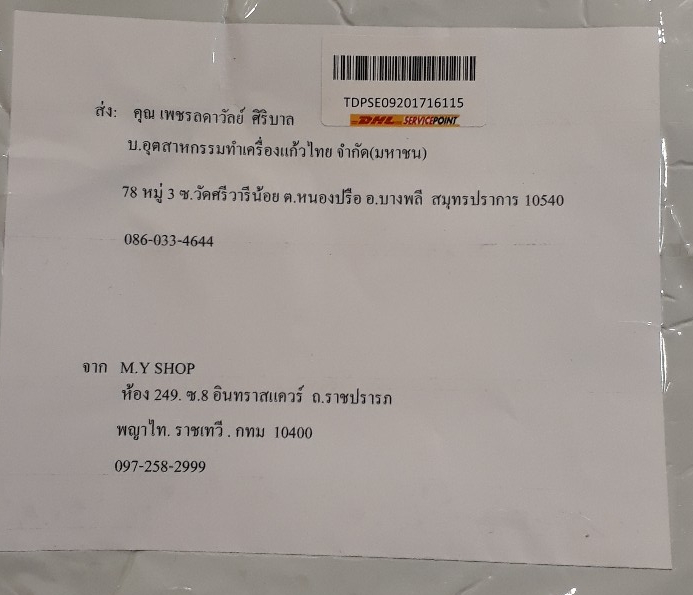 TDPSE09201716115
DHL SERVICEPOINT
ส่ง: คุณ เพชรลดาวัลย์ ศิริบาล
บ.อุตสาหกรรมทำเครื่องแก้วไทย จำกัด(มหาชน)
78 หมู่ 3 ซ.วัดศรีวารีน้อย ต.หนองปรือ อ.บางพลี สมุทรปราการ 10540
086-033-4644
จาก M.Y SHOP
ห้อง 249. ซ.8 อินทราสแควร์ ถ.ราชปรารภ
พญาไท. ราชเทวี . กทม 10400
097-258-2999